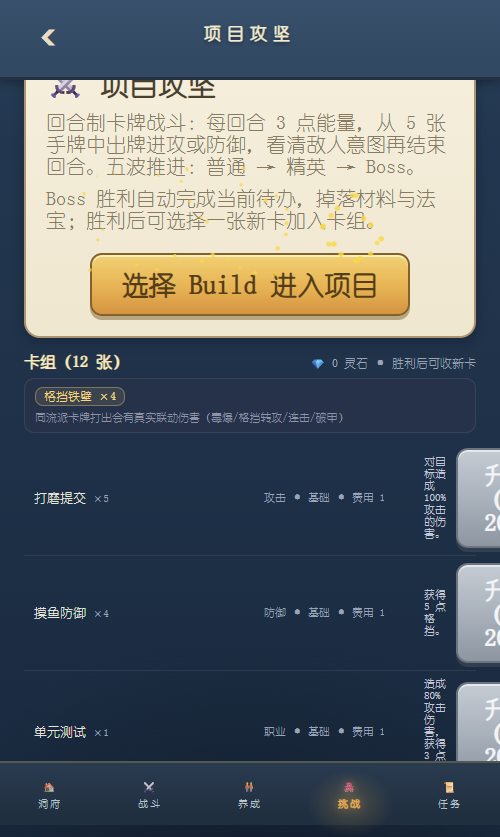 项目攻坚
项目攻坚
回合制卡牌战斗: 每回合 3 点能量, 从 5 张
手牌中出牌进攻或防御, 看清敌人意图再结束
回合。五波推进: 普通 → 精英 → Boss。
Boss 胜利自动完成当前待办, 掉落材料与法
宝; 胜利后可选择一张新卡加入卡组。
选择 Build 进入项目
卡组 (12 张)
0 灵石 • 胜利后可收新卡
格挡铁壁 ×4
同流派卡牌打出会有真实联动伤害 (毒爆/格挡转攻/连击/破甲)
打磨提交 ×5
攻击 • 基础 • 费用 1
对目
标造
成
100%
攻击
的伤
害。
摸鱼防御 ×4
防御 • 基础 • 费用 1
获得
5 点
格
挡。
单元测试 ×1
职业 • 基础 • 费用 1
造成
80%
攻击
伤
害,
获得
3 点
洞府
战斗
养成
挑战
任务